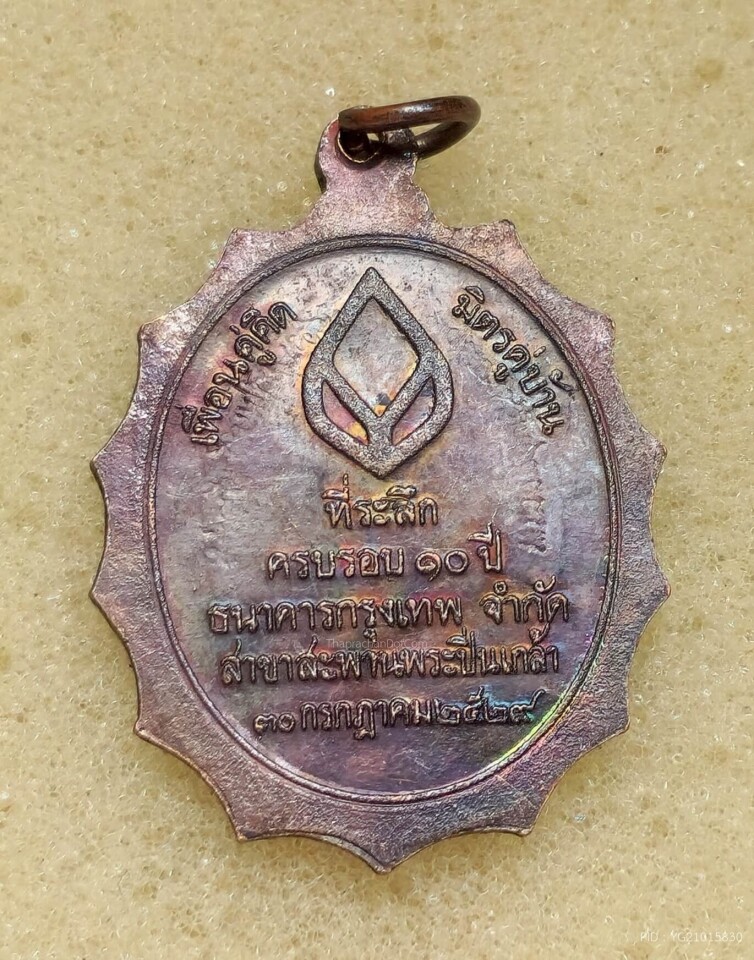 เพื่อนคู่คิด
มิตรคู่บ้าน
ที่ระลึก
ครบรอบ ๑๐ ปี
ธนาคารกรุงเทพ จำกัด
สาขาสะพานพระปิ่นเกล้า
๓๐ กรกฎาคม ๒๕๒๙
PID : YG21015830